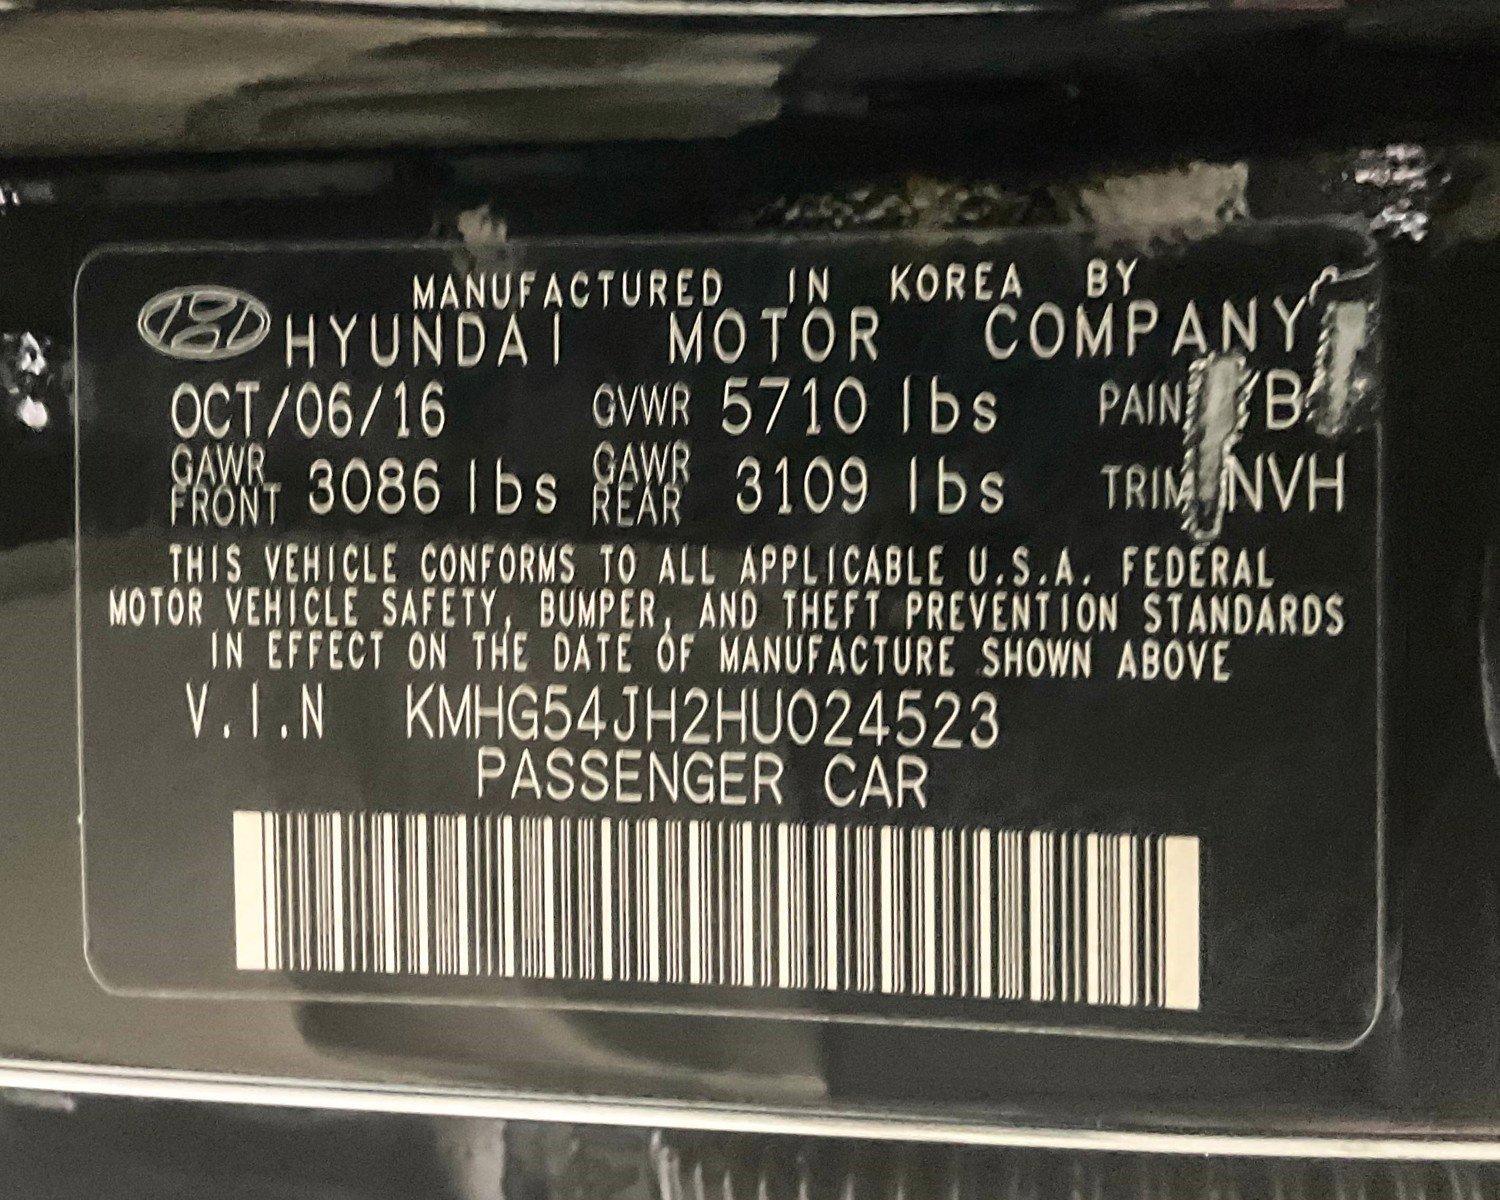 MANUFACTURED IN KOREA BY
HYUNDAI MOTOR COMPANY
OCT/06/16 GVWR 5710 lbs
GAWR FRONT 3086 lbs GAWR REAR 3109 lbs TRIM NVH
THIS VEHICLE CONFORMS TO ALL APPLICABLE U.S.A. FEDERAL
MOTOR VEHICLE SAFETY, BUMPER, AND THEFT PREVENTION STANDARDS
IN EFFECT ON THE DATE OF MANUFACTURE SHOWN ABOVE
V.I.N KMHG54JH2HU024523
PASSENGER CAR